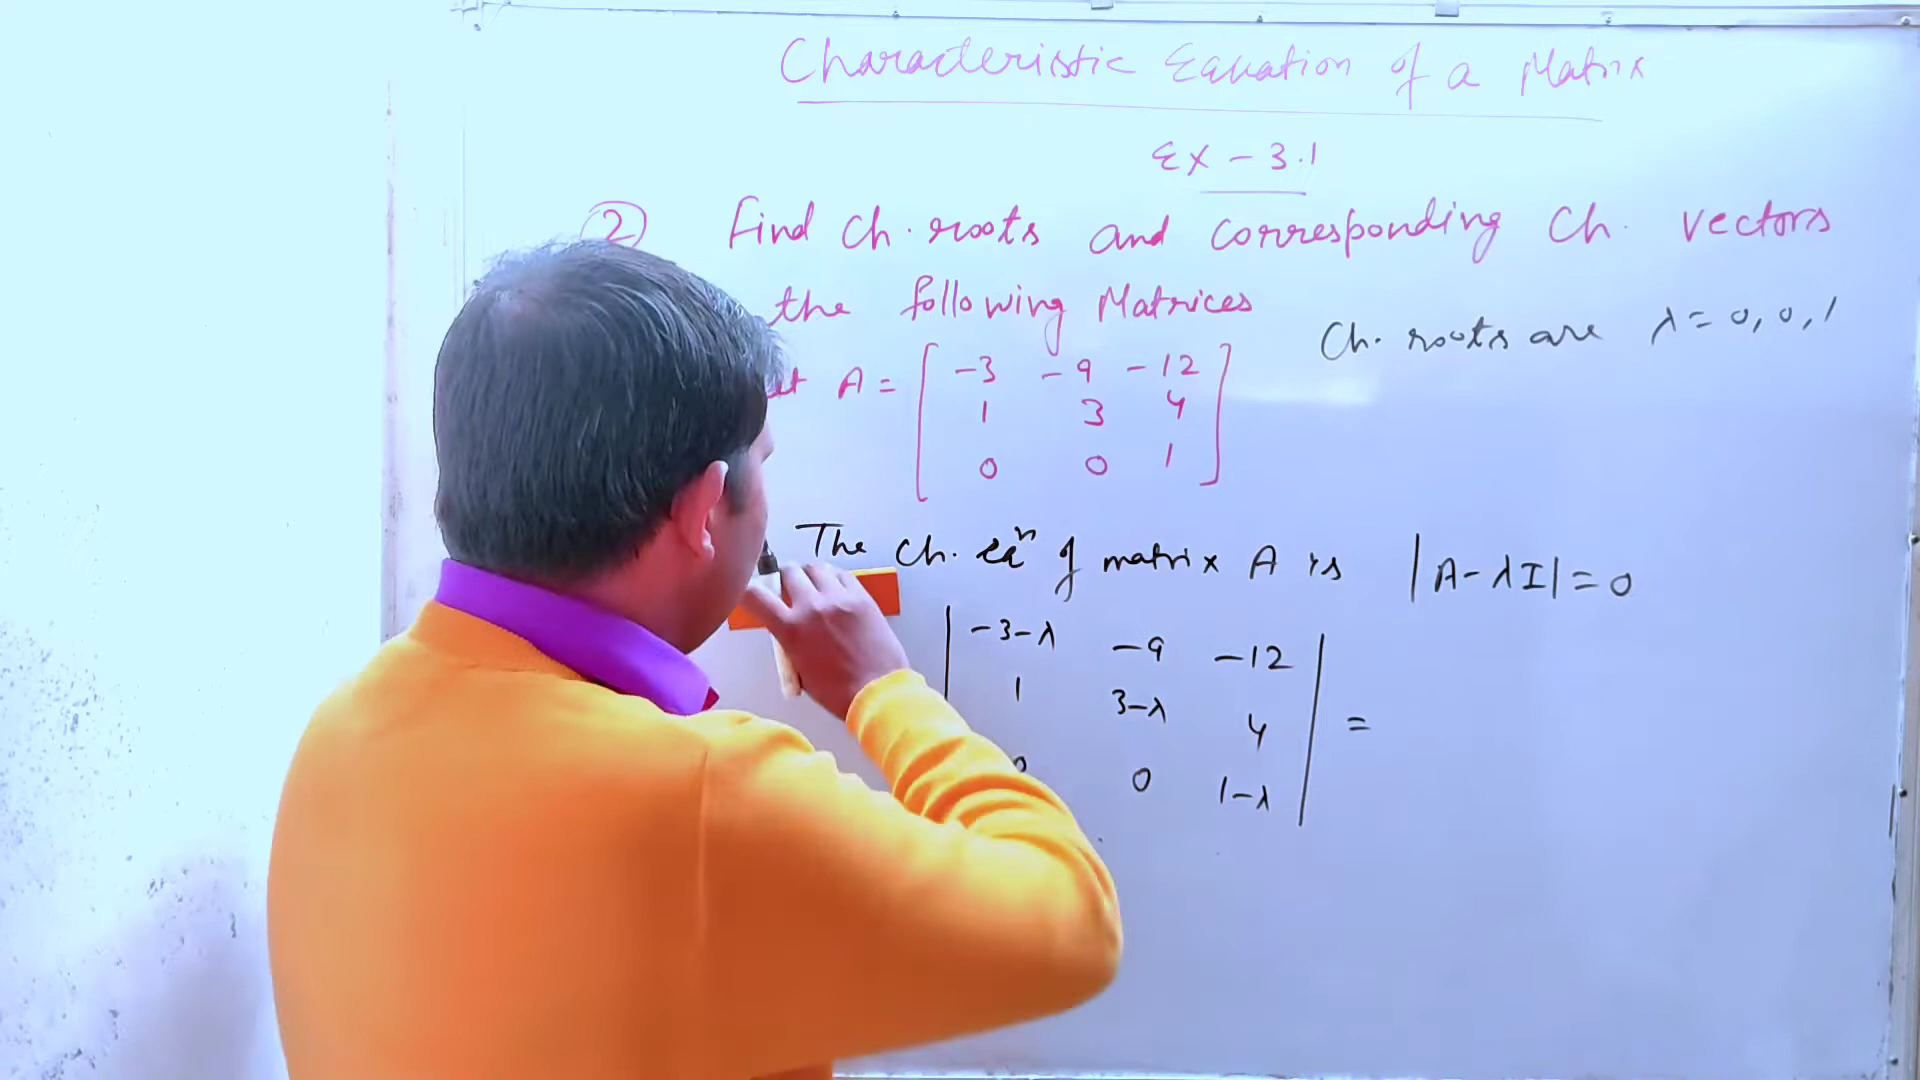 Characteristic Equation of a Matrix
Ex - 3.1
② Find Ch. roots and corresponding Ch. vectors
the following Matrices
Ch. roots are λ = 0, 0, 1
A = [ -3 -9 -12
1 3 4
0 0 1 ]
The Ch. eqⁿ of matrix A is |A - λI| = 0
| -3-λ -9 -12 |
1 3-λ 4 =
0 0 1-λ